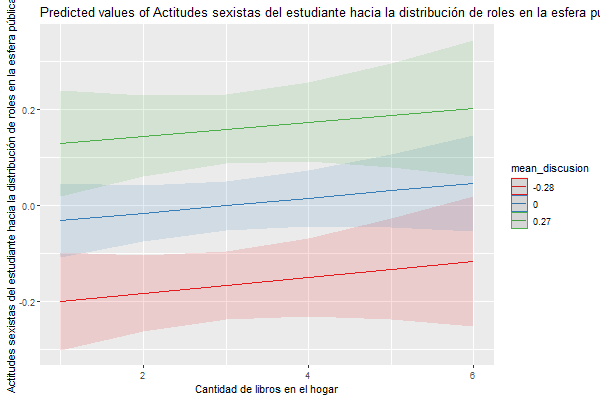 Predicted values of Actitudes sexistas del estudiante hacia la distribución de roles en la esfera pú
Actitudes sexistas del estudiante hacia la distribución de roles en la esfera pública
0.2
0.0
-0.2
2
4
6
Cantidad de libros en el hogar
mean_discusion
-0.28
0
0.27